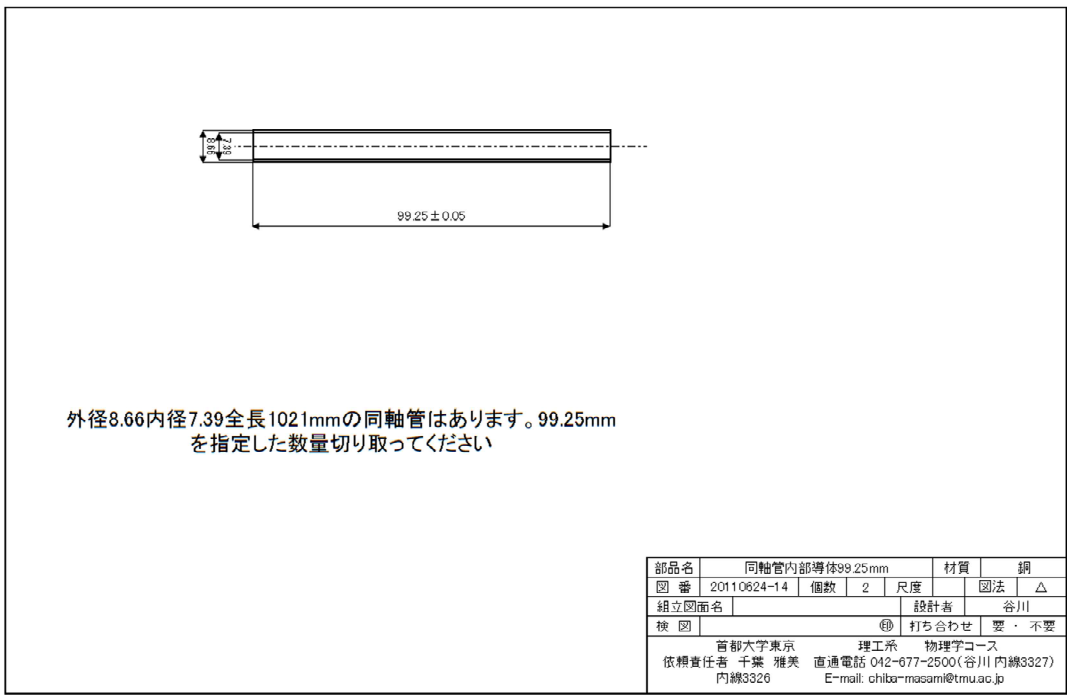 8.66
7.39
99.25±0.05
外径8.66内径7.39全長1021mmの同軸管はあります。99.25mm
を指定した数量切り取ってください
部品名 同軸管内部導体99.25mm 材質 銅
図 番 20110624-14 個数 2 尺度 図法 △
組立図面名 設計者 谷川
検 図 ㊞ 打ち合わせ 要 ・ 不要
首都大学東京 理工系 物理学コース
依頼責任者 千葉 雅美 直通電話 042-677-2500(谷川 内線3327)
内線3326 E-mail: chiba-masami@tmu.ac.jp